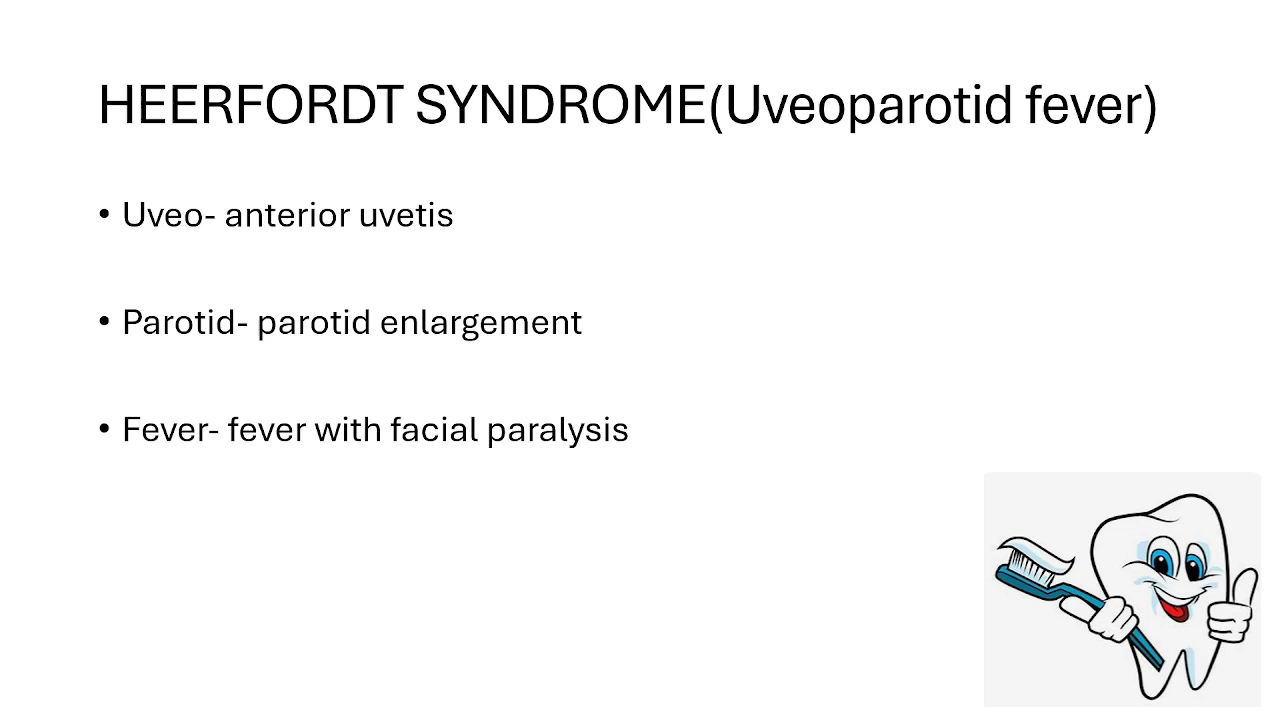 HEERFORDT SYNDROME(Uveoparotid fever)
• Uveo- anterior uvetis
• Parotid- parotid enlargement
• Fever- fever with facial paralysis